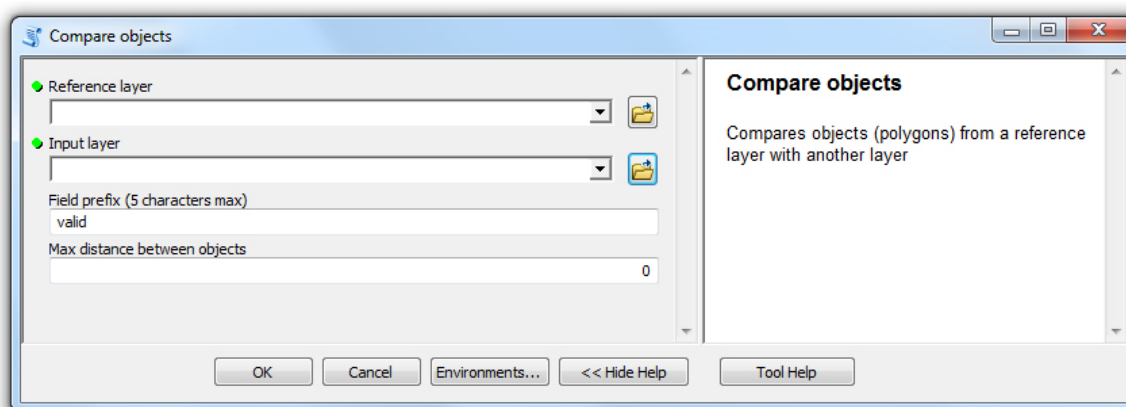 Compare objects
Reference layer
Input layer
Field prefix (5 characters max)
valid
Max distance between objects
0
OK
Cancel
Environments...
<< Hide Help
Compare objects
Compares objects (polygons) from a reference
layer with another layer
Tool Help